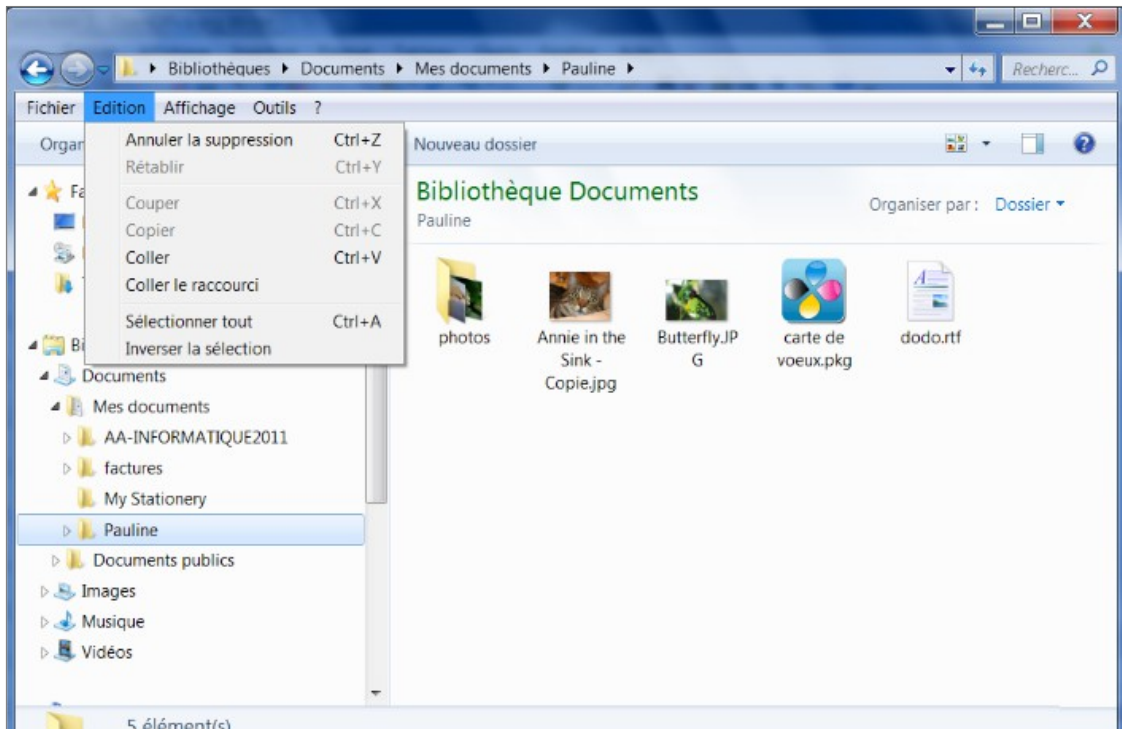 Bibliothèques ▸ Documents ▸ Mes documents ▸ Pauline ▸ Recherc...
Fichier Edition Affichage Outils ?
Organ Nouveau dossier
Annuler la suppression Ctrl+Z
Rétablir Ctrl+Y
Couper Ctrl+X
Copier Ctrl+C
Coller Ctrl+V
Coller le raccourci
Sélectionner tout Ctrl+A
Inverser la sélection
Fa
Bi
Documents
Mes documents
AA-INFORMATIQUE2011
factures
My Stationery
Pauline
Documents publics
Images
Musique
Vidéos
Bibliothèque Documents
Pauline
Organiser par : Dossier
photos
Annie in the
Sink -
Copie.jpg
Butterfly.JP
G
carte de
voeux.pkg
dodo.rtf
5 élément(s)